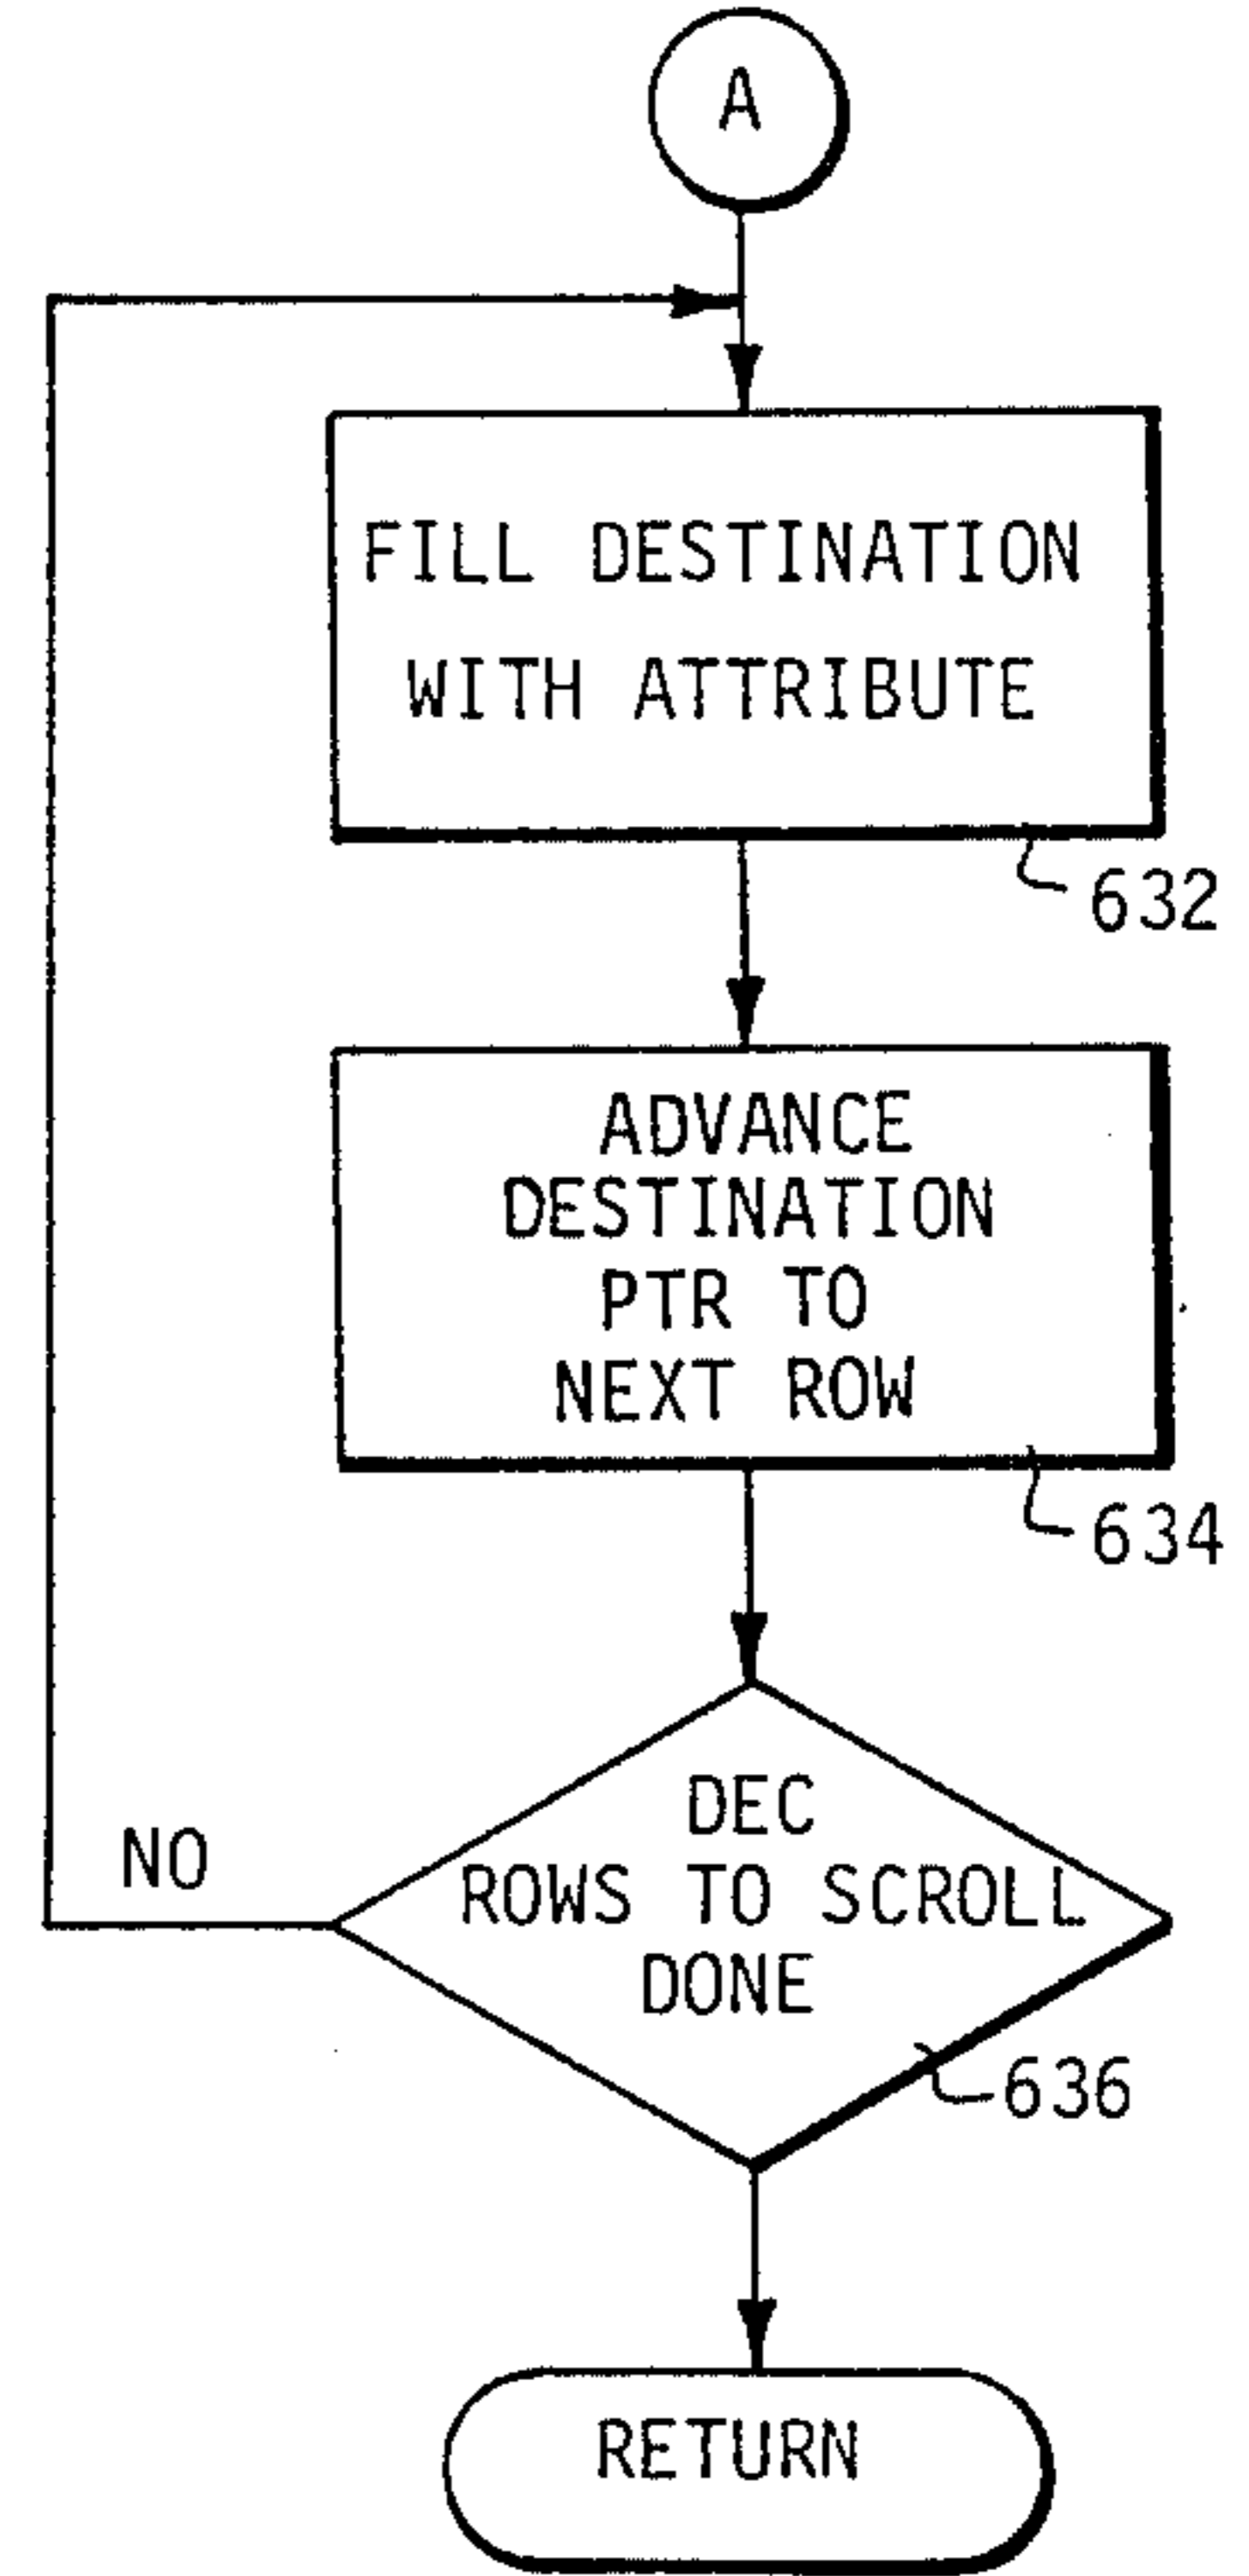 A
FILL DESTINATION
WITH ATTRIBUTE
632
ADVANCE
DESTINATION
PTR TO
NEXT ROW
634
DEC
ROWS TO SCROLL
DONE
NO
636
RETURN